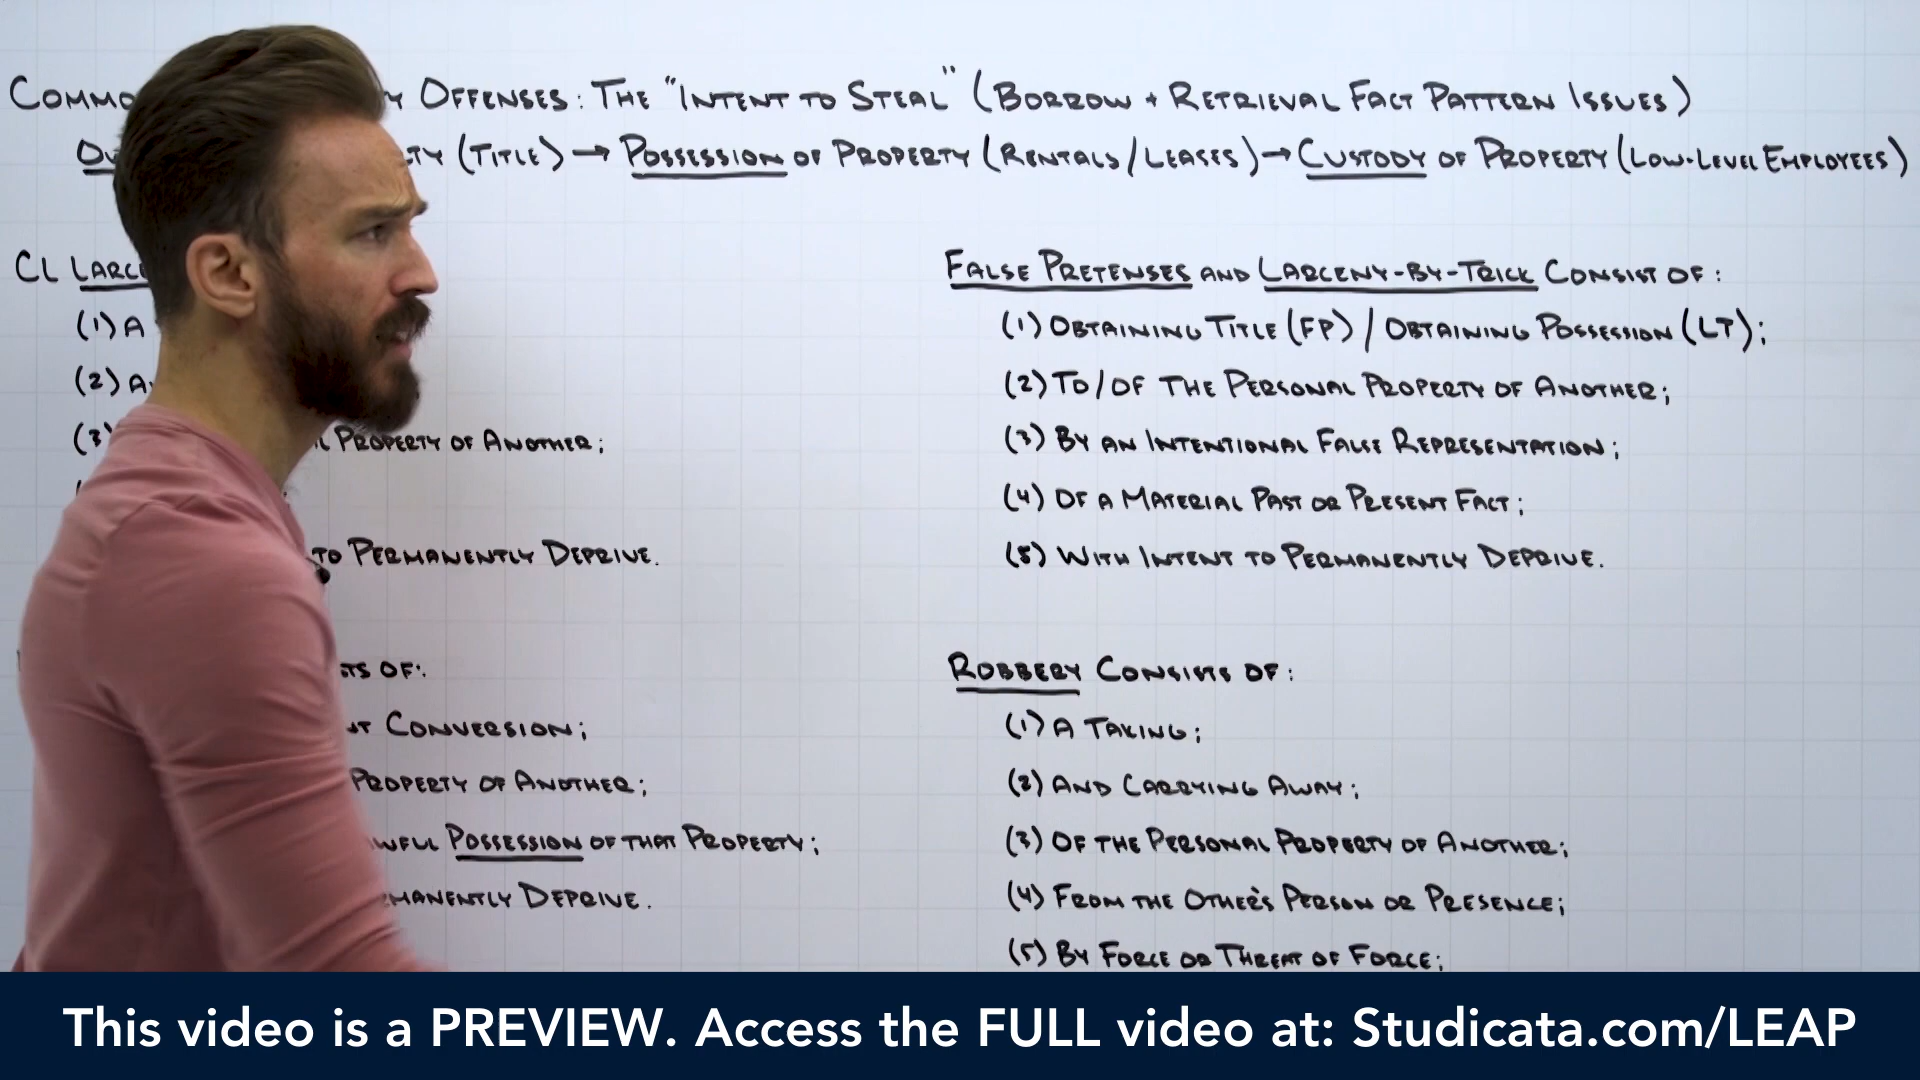 COMMO Y OFFENSES: THE "INTENT TO STEAL" (BORROW + RETRIEVAL FACT PATTERN ISSUES)
(TITLE) → POSSESSION OF PROPERTY (RENTALS/LEASES) → CUSTODY OF PROPERTY (LOW-LEVEL EMPLOYEES)
CL LARC
(1) A
(2) A
(3) PROPERTY OF ANOTHER;
TO PERMANENTLY DEPRIVE.
OF:
CONVERSION;
PROPERTY OF ANOTHER;
POSSESSION OF THAT PROPERTY;
DEPRIVE.
FALSE PRETENSES AND LARCENY-BY-TRICK CONSIST OF:
(1) OBTAINING TITLE (FP) / OBTAINING POSSESSION (LT);
(2) TO/OF THE PERSONAL PROPERTY OF ANOTHER;
(3) BY AN INTENTIONAL FALSE REPRESENTATION;
(4) OF A MATERIAL PAST OR PRESENT FACT;
(5) WITH INTENT TO PERMANENTLY DEPRIVE.
ROBBERY CONSISTS OF:
(1) A TAKING;
(2) AND CARRYING AWAY;
(3) OF THE PERSONAL PROPERTY OF ANOTHER;
(4) FROM THE OTHER'S PERSON OR PRESENCE;
(5) BY FORCE OR THREAT OF FORCE;
This video is a PREVIEW. Access the FULL video at: Studicata.com/LEAP